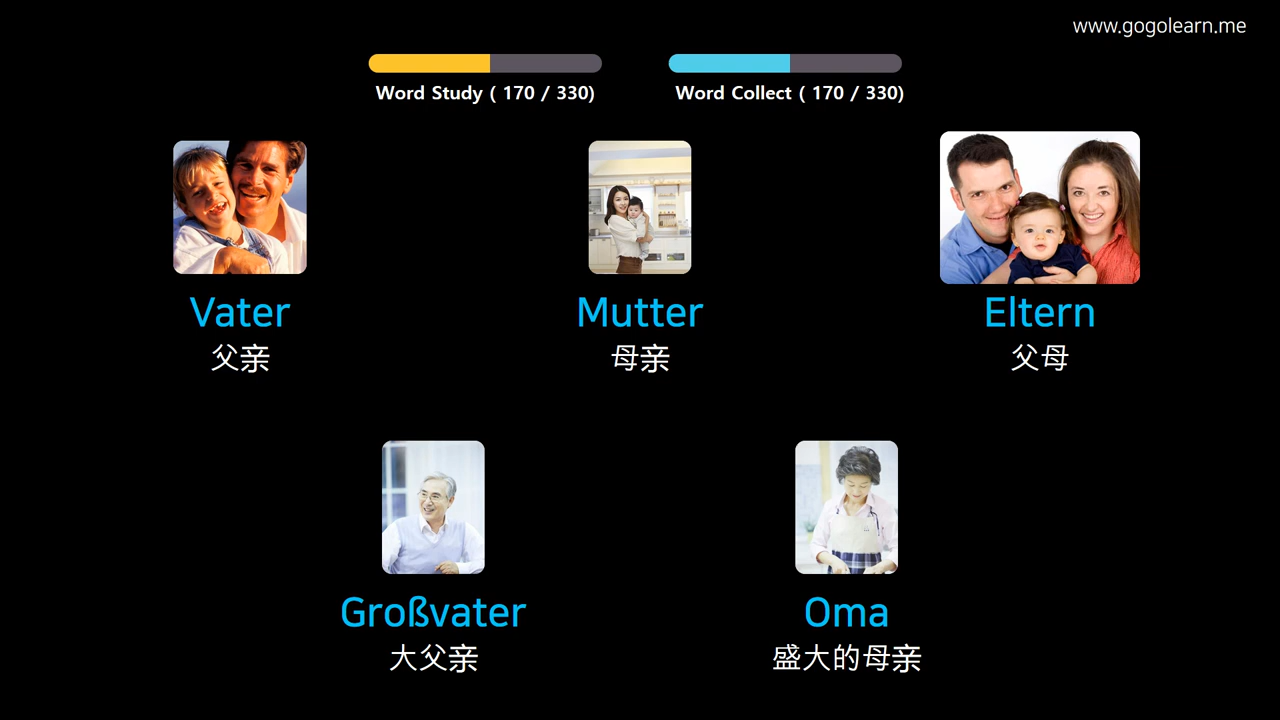 www.gogolearn.me
Word Study ( 170 / 330)
Word Collect ( 170 / 330)
Vater
父亲
Mutter
母亲
Eltern
父母
Großvater
大父亲
Oma
盛大的母亲